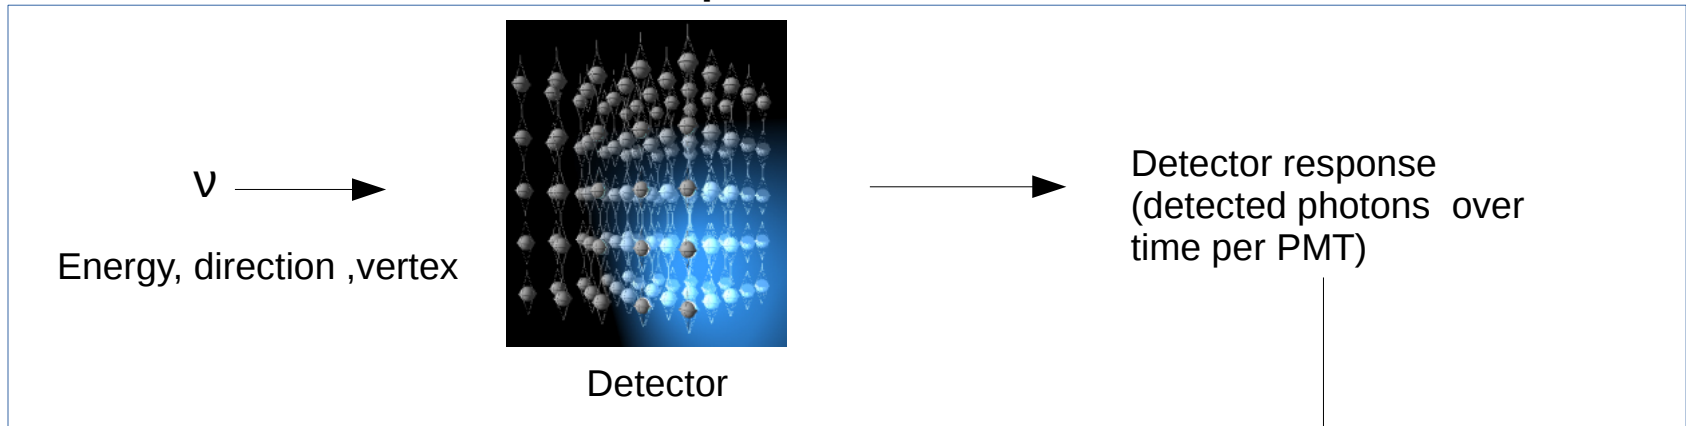 ν
Energy, direction ,vertex
Detector
Detector response
(detected photons  over
time per PMT)